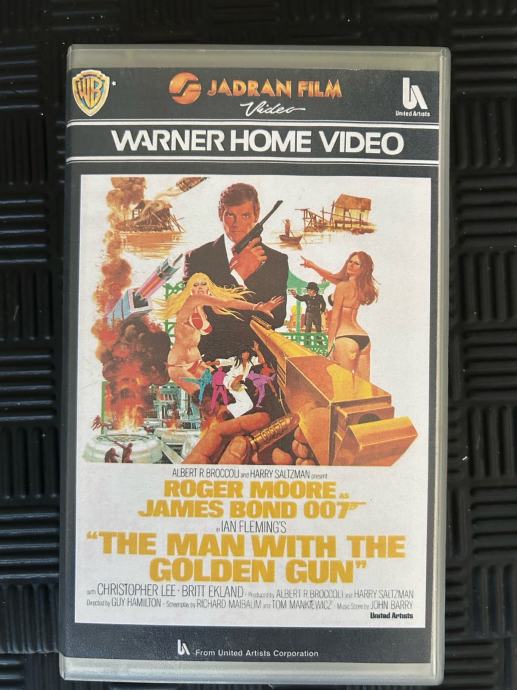 WB
JADRAN FILM
Video
United Artists
WARNER HOME VIDEO
ALBERT R. BROCCOLI and HARRY SALTZMAN present
ROGER MOORE AS
JAMES BOND 007
in IAN FLEMING'S
"THE MAN WITH THE
GOLDEN GUN"
with CHRISTOPHER LEE · BRITT EKLAND · Produced by ALBERT R. BROCCOLI and HARRY SALTZMAN
Directed by GUY HAMILTON · Screenplay by RICHARD MAIBAUM and TOM MANKIEWICZ · Music Score by JOHN BARRY
United Artists
From United Artists Corporation